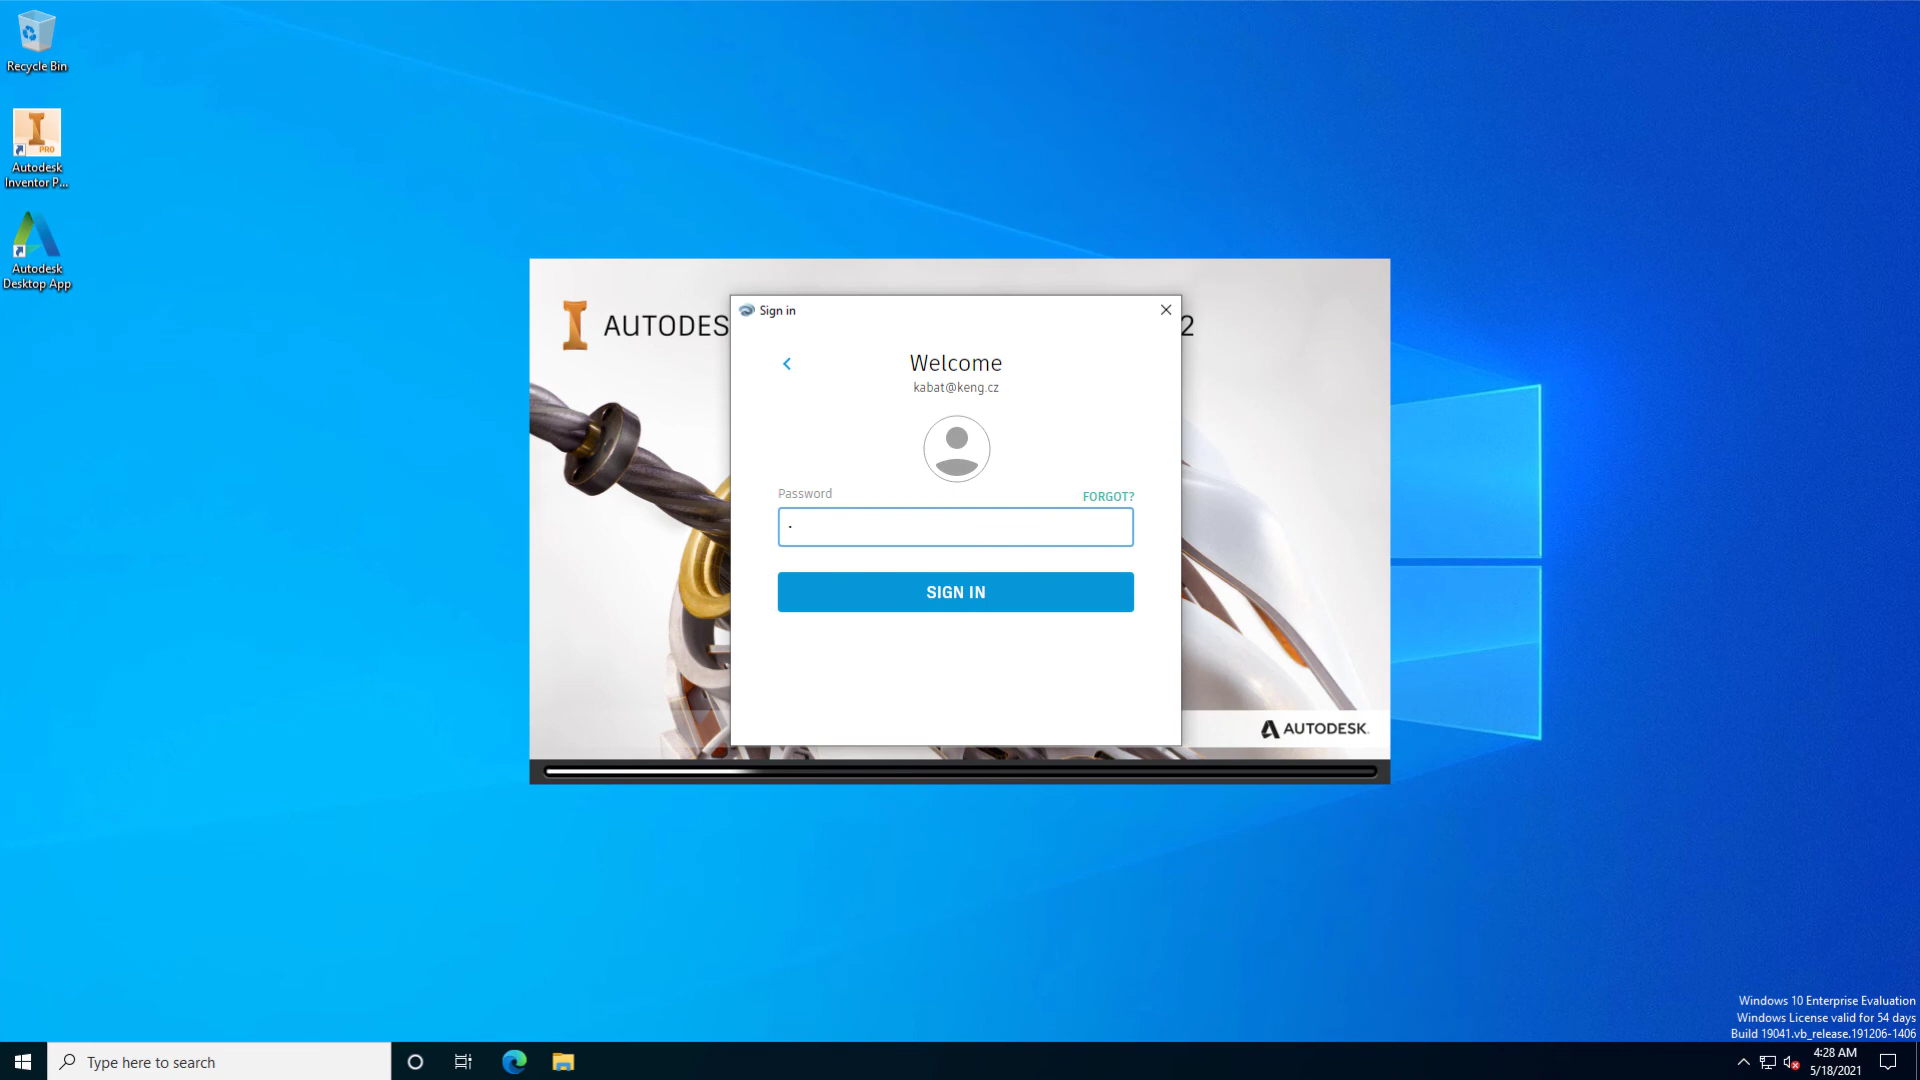 Recycle Bin
PRO
Autodesk
Inventor P...
Autodesk
Desktop App
AUTODES
2
Sign in
Welcome
kabat@keng.cz
Password
FORGOT?
SIGN IN
AUTODESK.
Windows 10 Enterprise Evaluation
Windows License valid for 54 days
Build 19041.vb_release.191206-1406
Type here to search
4:28 AM
5/18/2021